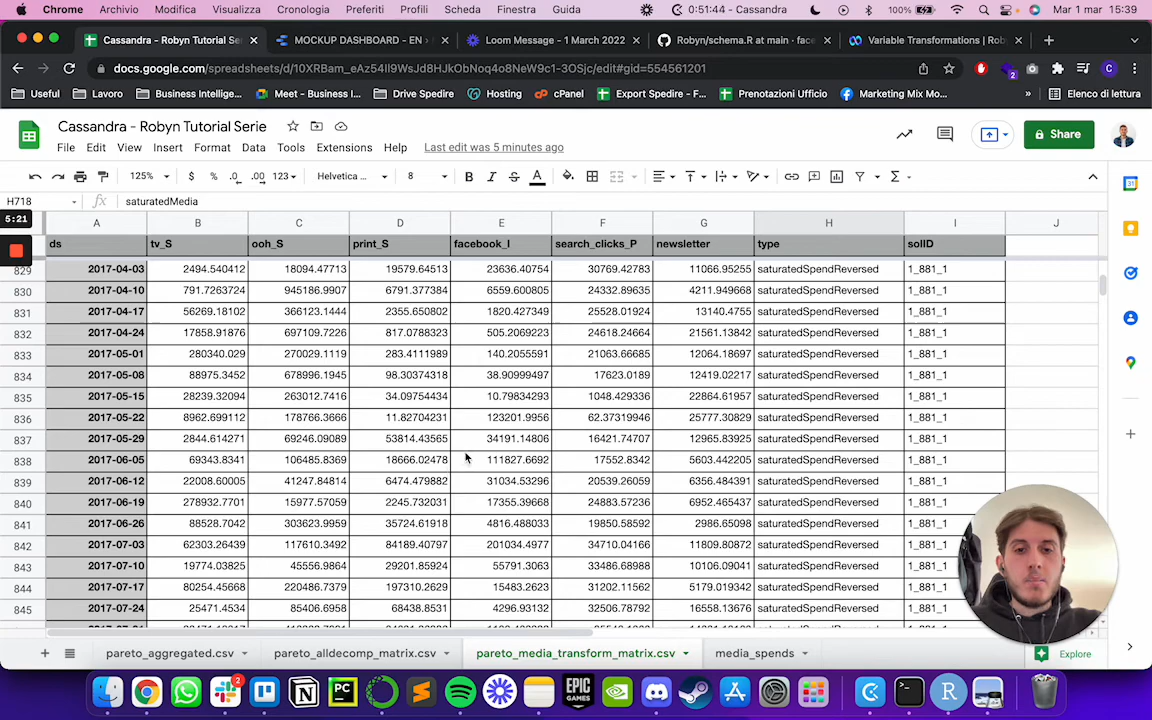 Chrome Archivio Modifica Visualizza Cronologia Preferiti Profili Scheda Finestra Guida 0:51:44 - Cassandra 100% Mar 1 mar 15:39
Cassandra - Robyn Tutorial Se MOCKUP DASHBOARD - EN Loom Message - 1 March 2022 Robyn/schema.R at main · face Variable Transformations | Rob
docs.google.com/spreadsheets/d/10XRBam_eAz54Il9WsJd8HJkObNoq4o8NeW9c1-3OSjc/edit#gid=554561201 2 C
Useful Lavoro Business Intellige... Meet - Business I... Drive Spedire Hosting cPanel Export Spedire - F... Prenotazioni Ufficio Marketing Mix Mo... » Elenco di lettura
Cassandra - Robyn Tutorial Serie
File Edit View Insert Format Data Tools Extensions Help Last edit was 5 minutes ago Share
125% $ % .0 .00 123 Helvetica ... 8 B I S A Σ
H718 fx saturatedMedia
5:21
A B C D E F G H I J
ds tv_S ooh_S print_S facebook_I search_clicks_P newsletter type solID
829 2017-04-03 2494.540412 18094.47713 19579.64513 23636.40754 30769.42783 11066.95255 saturatedSpendReversed 1_881_1
830 2017-04-10 791.7263724 945186.9907 6791.377384 6559.600805 24332.89635 4211.949668 saturatedSpendReversed 1_881_1
831 2017-04-17 56269.18102 366123.1444 2355.650802 1820.427349 25528.01924 13140.4755 saturatedSpendReversed 1_881_1
832 2017-04-24 17858.91876 697109.7226 817.0788323 505.2069223 24618.24664 21561.13842 saturatedSpendReversed 1_881_1
833 2017-05-01 280340.029 270029.1119 283.4111989 140.2055591 21063.66685 12064.18697 saturatedSpendReversed 1_881_1
834 2017-05-08 88975.3452 678996.1945 98.30374318 38.90999497 17623.0189 12419.02217 saturatedSpendReversed 1_881_1
835 2017-05-15 28239.32094 263012.7416 34.09754434 10.79834293 1048.429336 22864.61957 saturatedSpendReversed 1_881_1
836 2017-05-22 8962.699112 178766.3666 11.82704231 123201.9956 62.37319946 25777.30829 saturatedSpendReversed 1_881_1
837 2017-05-29 2844.614271 69246.09089 53814.43565 34191.14806 16421.74707 12965.83925 saturatedSpendReversed 1_881_1
838 2017-06-05 69343.8341 106485.8369 18666.02478 111827.6692 17552.8342 5603.442205 saturatedSpendReversed 1_881_1
839 2017-06-12 22008.60005 41247.84814 6474.479882 31034.53296 20539.26059 6356.484391 saturatedSpendReversed 1_881_1
840 2017-06-19 278932.7701 15977.57059 2245.732031 17355.39668 24883.57236 6952.465437 saturatedSpendReversed 1_881_1
841 2017-06-26 88528.7042 303623.9959 35724.61918 4816.488033 19850.58592 2986.65098 saturatedSpendReversed 1_881_1
842 2017-07-03 62303.26439 117610.3492 84189.40797 201034.4977 34710.04166 11809.80872 saturatedSpendReversed 1_881_1
843 2017-07-10 19774.03825 45556.9864 29201.85924 55791.3063 33486.68988 10106.09041 saturatedSpendReversed 1_881_1
844 2017-07-17 80254.45668 220486.7379 197310.2629 15483.2623 31202.11562 5179.019342 saturatedSpendReversed 1_881_1
845 2017-07-24 25471.4534 85406.6958 68438.8531 4296.93132 32506.78792 16558.13676 saturatedSpendReversed 1_881_1
pareto_aggregated.csv pareto_alldecomp_matrix.csv pareto_media_transform_matrix.csv media_spends Explore